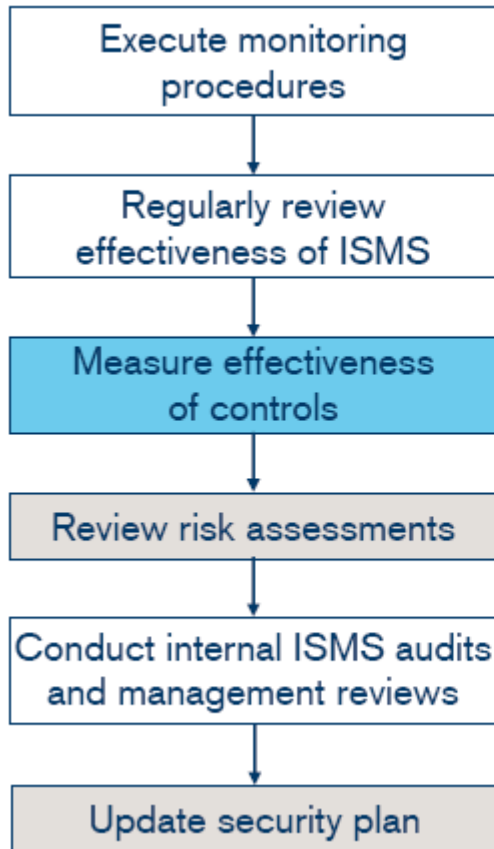 Execute monitoring
procedures
Regularly review
effectiveness of ISMS
Measure effectiveness
of controls
Review risk assessments
Conduct internal ISMS audits
and management reviews
Update security plan